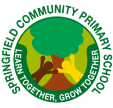 SPRINGFIELD COMMUNITY PRIMARY SCHOOL
LEARN TOGETHER, GROW TOGETHER